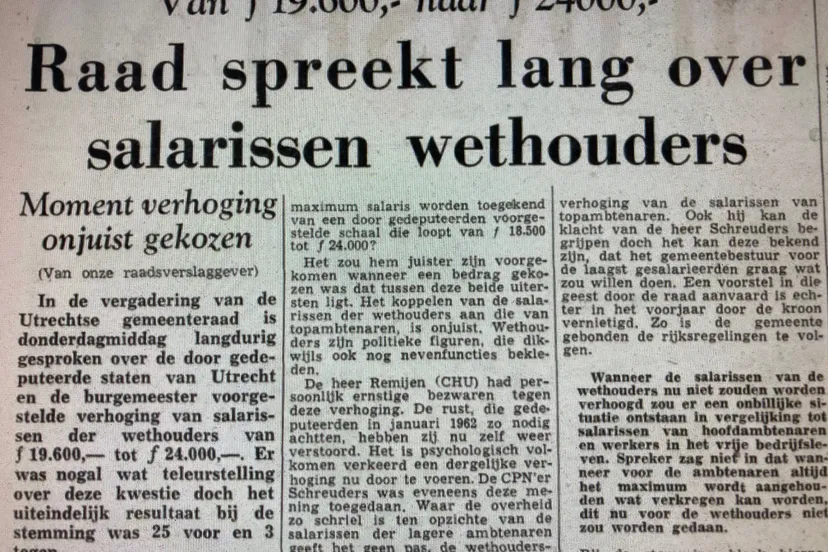 Van ƒ 19.600,- naar ƒ 24000,-
Raad spreekt lang over
salarissen wethouders
Moment verhoging
onjuist gekozen
(Van onze raadsverslaggever)
In de vergadering van de
Utrechtse gemeenteraad is
donderdagmiddag langdurig
gesproken over de door gede-
puteerde staten van Utrecht
en de burgemeester voorge-
stelde verhoging van salaris-
sen der wethouders van
ƒ 19.600,— tot ƒ 24.000,—. Er
was nogal wat teleurstelling
over deze kwestie doch het
uiteindelijk resultaat bij de
stemming was 25 voor en 3
tegen
maximum salaris worden toegekend
van een door gedeputeerden voorge-
stelde schaal die loopt van ƒ 18.500
tot ƒ 24.000?
Het zou hem juister zijn voorge-
komen wanneer een bedrag geko-
zen was dat tussen deze beide uiter-
sten ligt. Het koppelen van de sala-
rissen der wethouders aan die van
topambtenaren, is onjuist. Wethou-
ders zijn politieke figuren, die dik-
wijls ook nog nevenfuncties bekle-
den.
De heer Remijen (CHU) had per-
soonlijk ernstige bezwaren tegen
deze verhoging. De rust, die gede-
puteerden in januari 1962 zo nodig
achtten, hebben zij nu zelf weer
verstoord. Het is psychologisch vol-
komen verkeerd een dergelijke ver-
hoging nu door te voeren. De CPN'er
Schreuders was eveneens deze me-
ning toegedaan. Waar de overheid
zo schriel is ten opzichte van de
salarissen der lagere ambtenaren
geeft het geen pas, de wethouders-
verhoging van de salarissen van
topambtenaren. Ook hij kan de
klacht van de heer Schreuders be-
grijpen doch het kan deze bekend
zijn, dat het gemeentebestuur voor
de laagst gesalarieerden graag wat
zou willen doen. Een voorstel in die
geest door de raad aanvaard is ech-
ter in het voorjaar door de kroon
vernietigd. Zo is de gemeente
gebonden de rijksregelingen te vol-
gen.
Wanneer de salarissen van de
wethouders nu niet zouden worden
verhoogd zou er een onbillijke si-
tuatie ontstaan in vergelijking tot
salarissen van hoofdambtenaren
en werkers in het vrije bedrijfsle-
ven. Spreker zag niet in dat wan-
neer voor de ambtenaren altijd
het maximum wordt aangehou-
den wat verkregen kan worden,
dit nu voor de wethouders niet
zou worden gedaan.